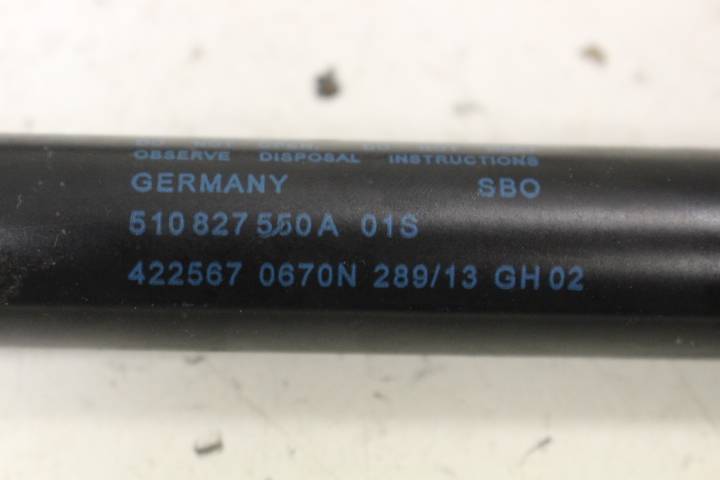 OBSERVE DISPOSAL INSTRUCTIONS
GERMANY SBO
510 827 550A 01S
422567 0670N 289/13 GH 02